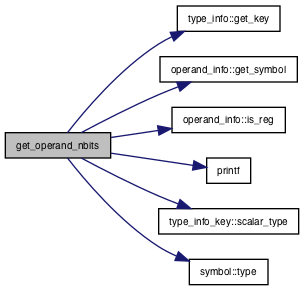 type_info::get_key
operand_info::get_symbol
operand_info::is_reg
get_operand_nbits
printf
type_info_key::scalar_type
symbol::type